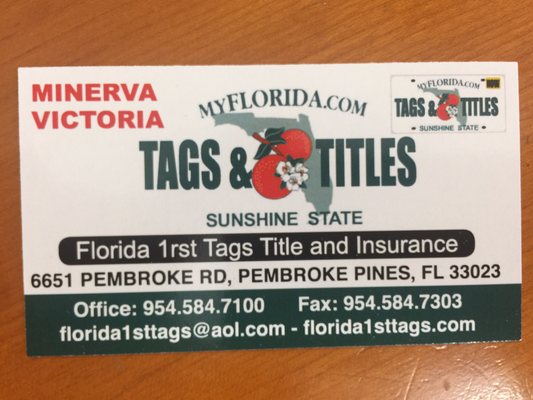 MINERVA
VICTORIA
MYFLORIDA.COM
TAGS & TITLES
SUNSHINE STATE
MYFLORIDA.COM
TAGS & TITLES
SUNSHINE STATE
Florida 1rst Tags Title and Insurance
6651 PEMBROKE RD, PEMBROKE PINES, FL 33023
Office: 954.584.7100 Fax: 954.584.7303
florida1sttags@aol.com - florida1sttags.com